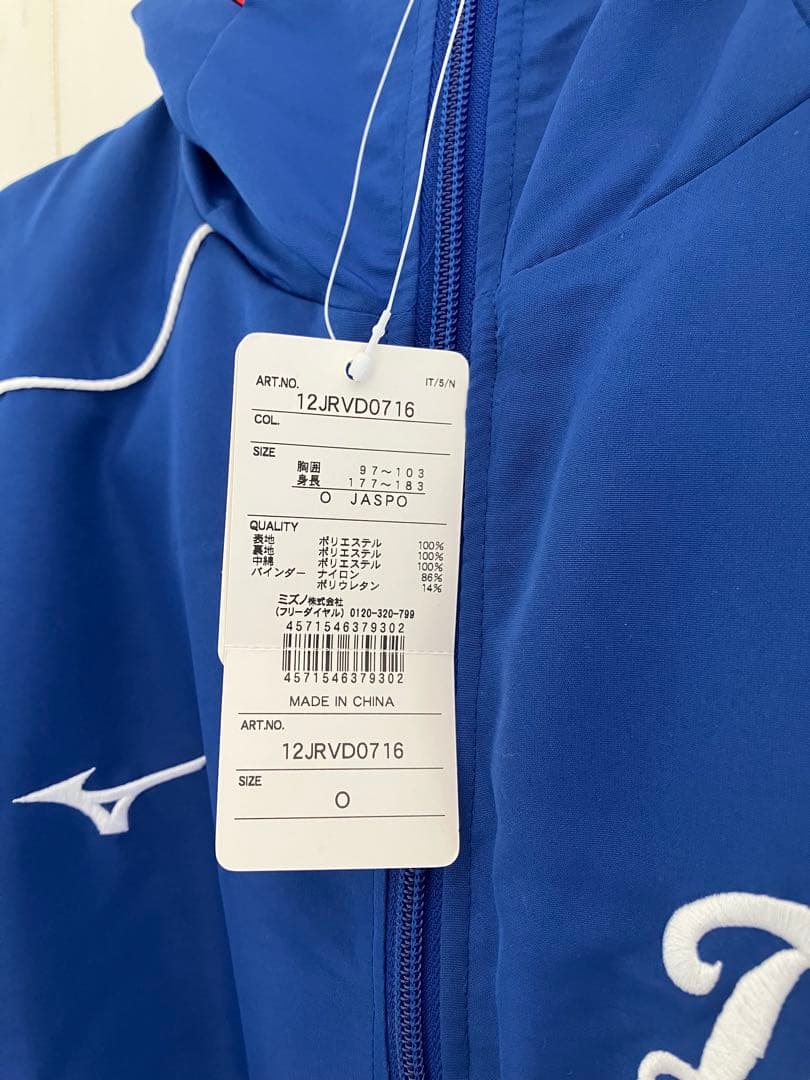 ART.NO. IT/5/N
12JRVD0716
COL.
SIZE
胸囲 97~103
身長 177~183
O JASPO
QUALITY
表地 ポリエステル 100%
裏地 ポリエステル 100%
中綿 ポリエステル 100%
バインダー ナイロン 86%
ポリウレタン 14%
ミズノ株式会社
(フリーダイヤル) 0120-320-799
4571546379302
4571546379302
MADE IN CHINA
ART.NO.
12JRVD0716
SIZE
O